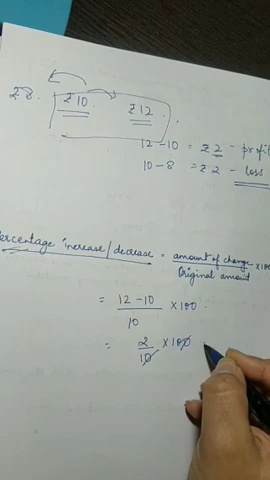 ₹8. ₹10 ₹12.
12 - 10 = ₹2 - profit
10 - 8 = ₹2 - loss
Percentage increase/decrease = amount of change / Original amount × 100
= 12 - 10 / 10 × 100.
= 2 / 10 × 100